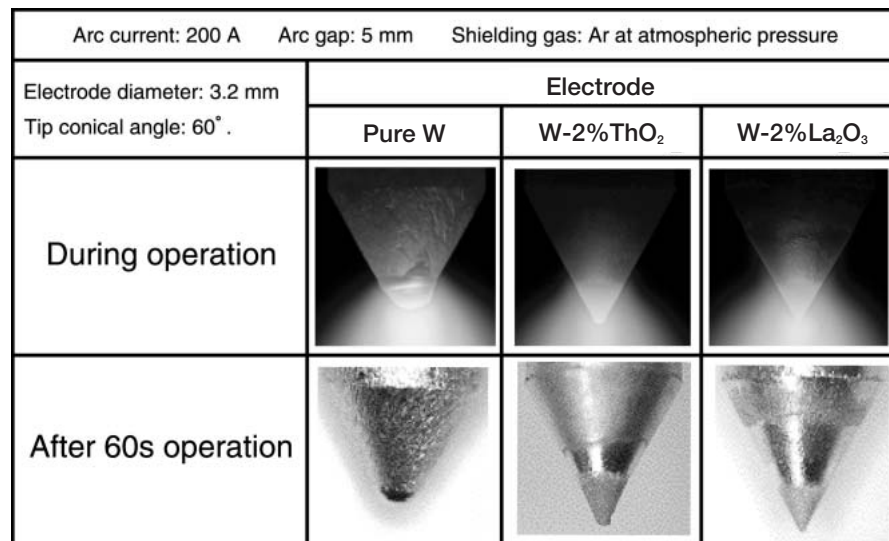 Arc current: 200 A Arc gap: 5 mm Shielding gas: Ar at atmospheric pressure
Electrode diameter: 3.2 mm
Tip conical angle: 60˚.
Electrode
Pure W
W-2%ThO₂
W-2%La₂O₃
During operation
After 60s operation